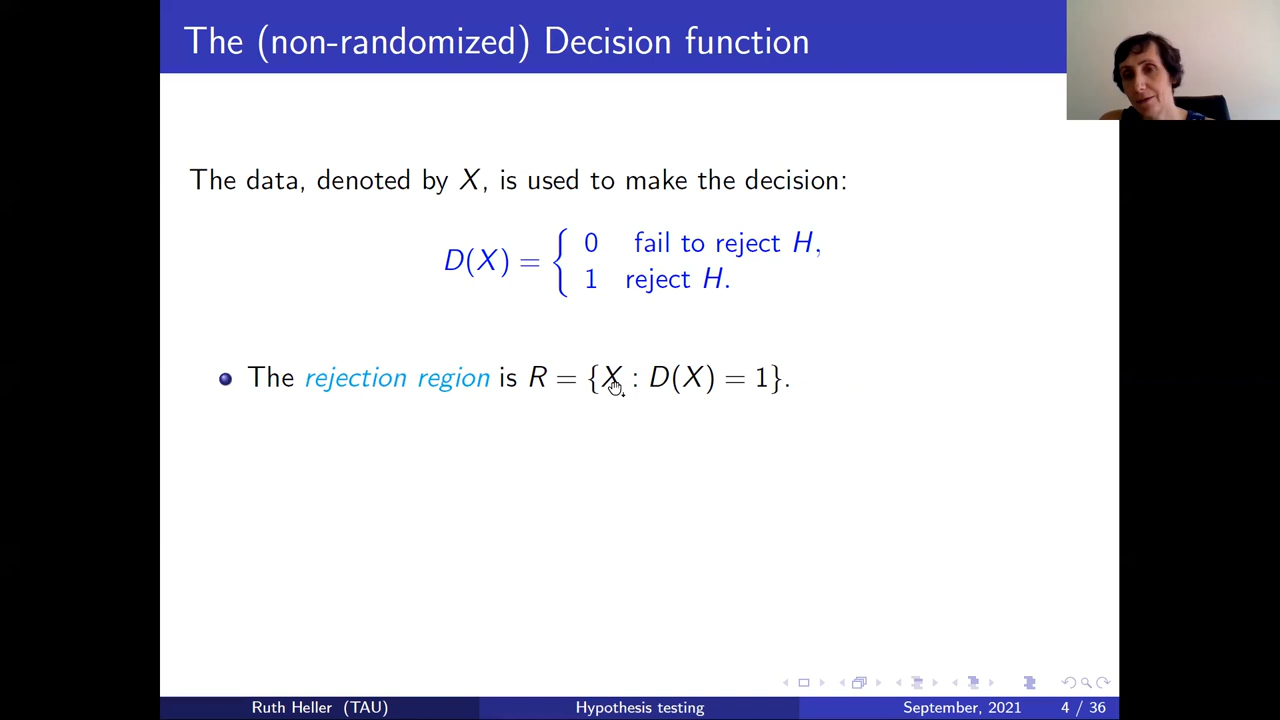 The (non-randomized) Decision function
The data, denoted by X, is used to make the decision:
D(X) = { 0 fail to reject H,
1 reject H.
The rejection region is R = {X : D(X) = 1}.
Ruth Heller (TAU) Hypothesis testing September, 2021 4 / 36